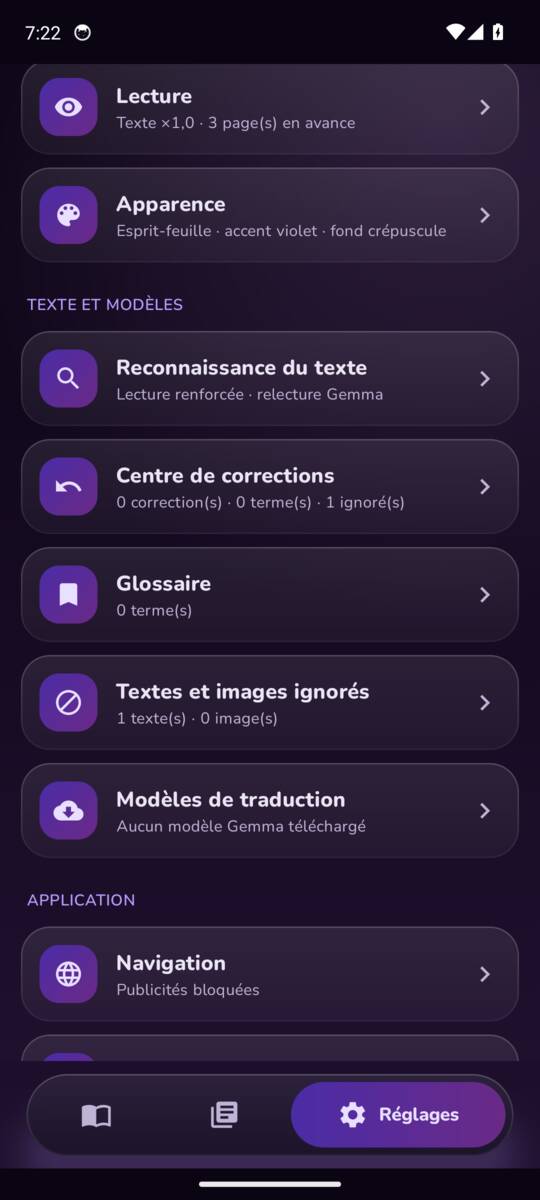 7:22
Lecture
Texte ×1,0 · 3 page(s) en avance
Apparence
Esprit-feuille · accent violet · fond crépuscule
TEXTE ET MODÈLES
Reconnaissance du texte
Lecture renforcée · relecture Gemma
Centre de corrections
0 correction(s) · 0 terme(s) · 1 ignoré(s)
Glossaire
0 terme(s)
Textes et images ignorés
1 texte(s) · 0 image(s)
Modèles de traduction
Aucun modèle Gemma téléchargé
APPLICATION
Navigation
Publicités bloquées
Réglages